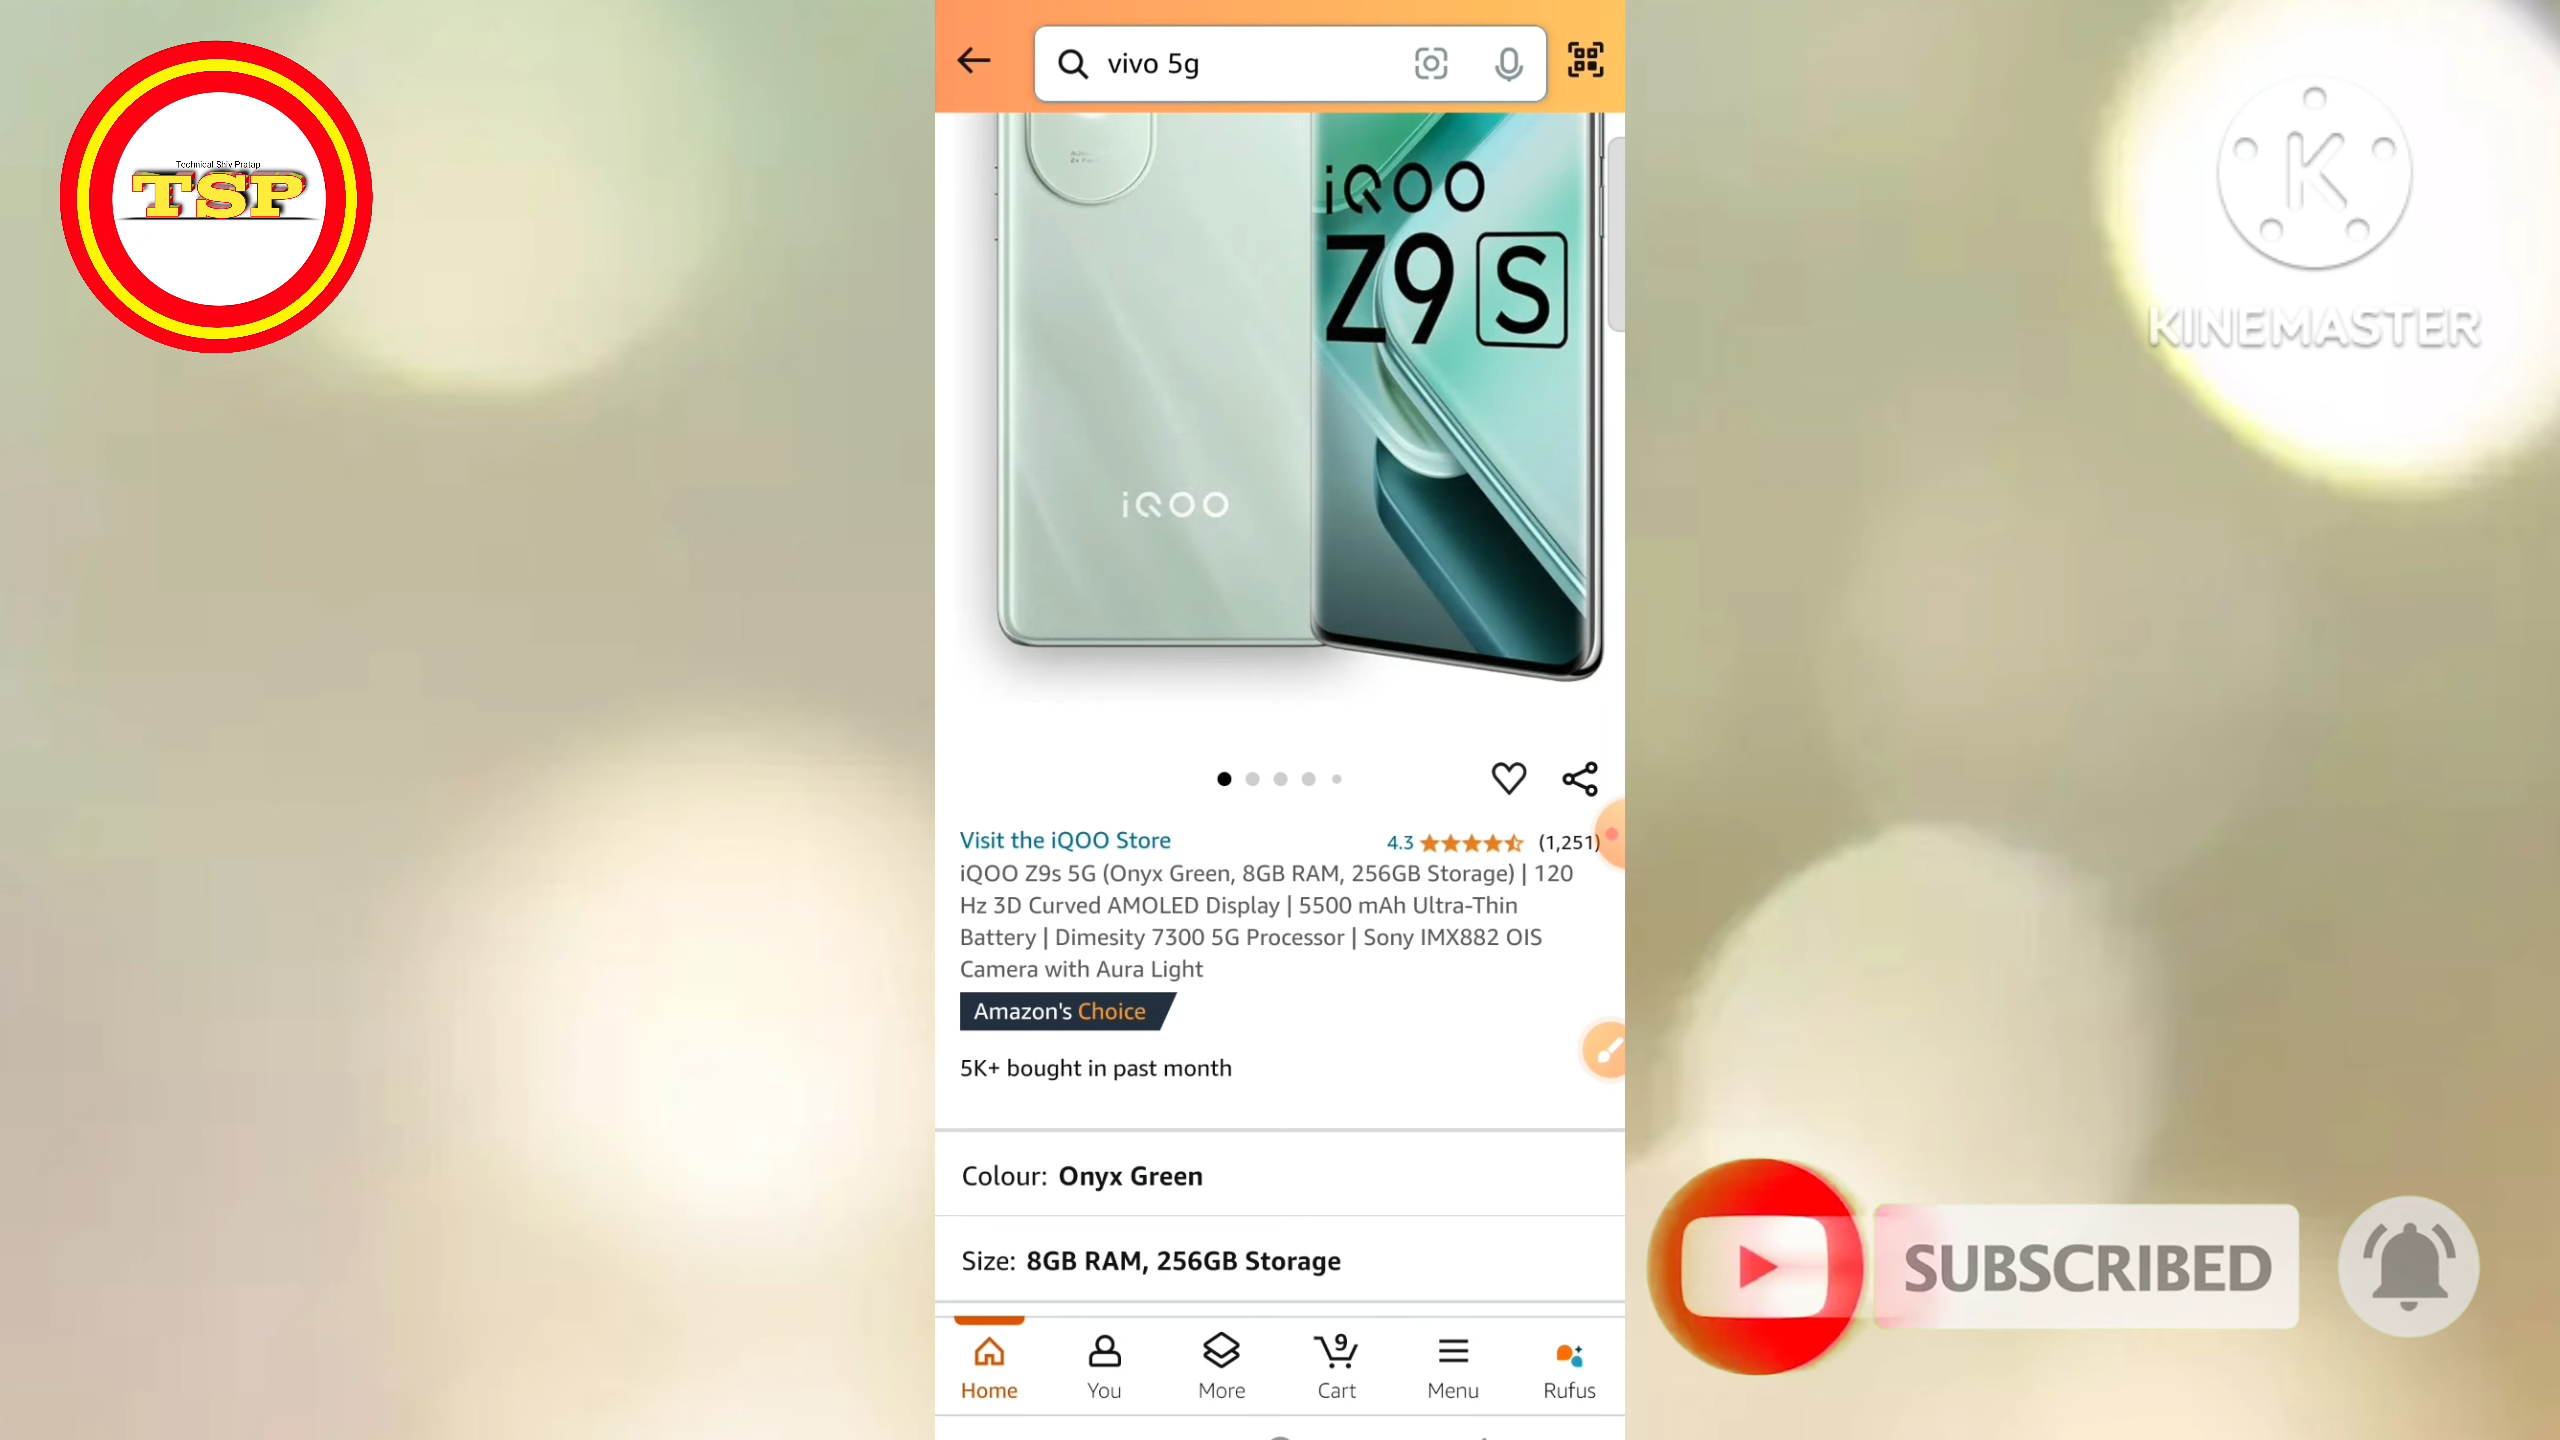 Technical Shiv Pratap
TSP
vivo 5g
iQOO
Z9 S
iQOO
K
KINEMASTER
Visit the iQOO Store
4.3 (1,251)
iQOO Z9s 5G (Onyx Green, 8GB RAM, 256GB Storage) | 120
Hz 3D Curved AMOLED Display | 5500 mAh Ultra-Thin
Battery | Dimesity 7300 5G Processor | Sony IMX882 OIS
Camera with Aura Light
Amazon's Choice
5K+ bought in past month
Colour: Onyx Green
Size: 8GB RAM, 256GB Storage
9
Home You More Cart Menu Rufus
SUBSCRIBED